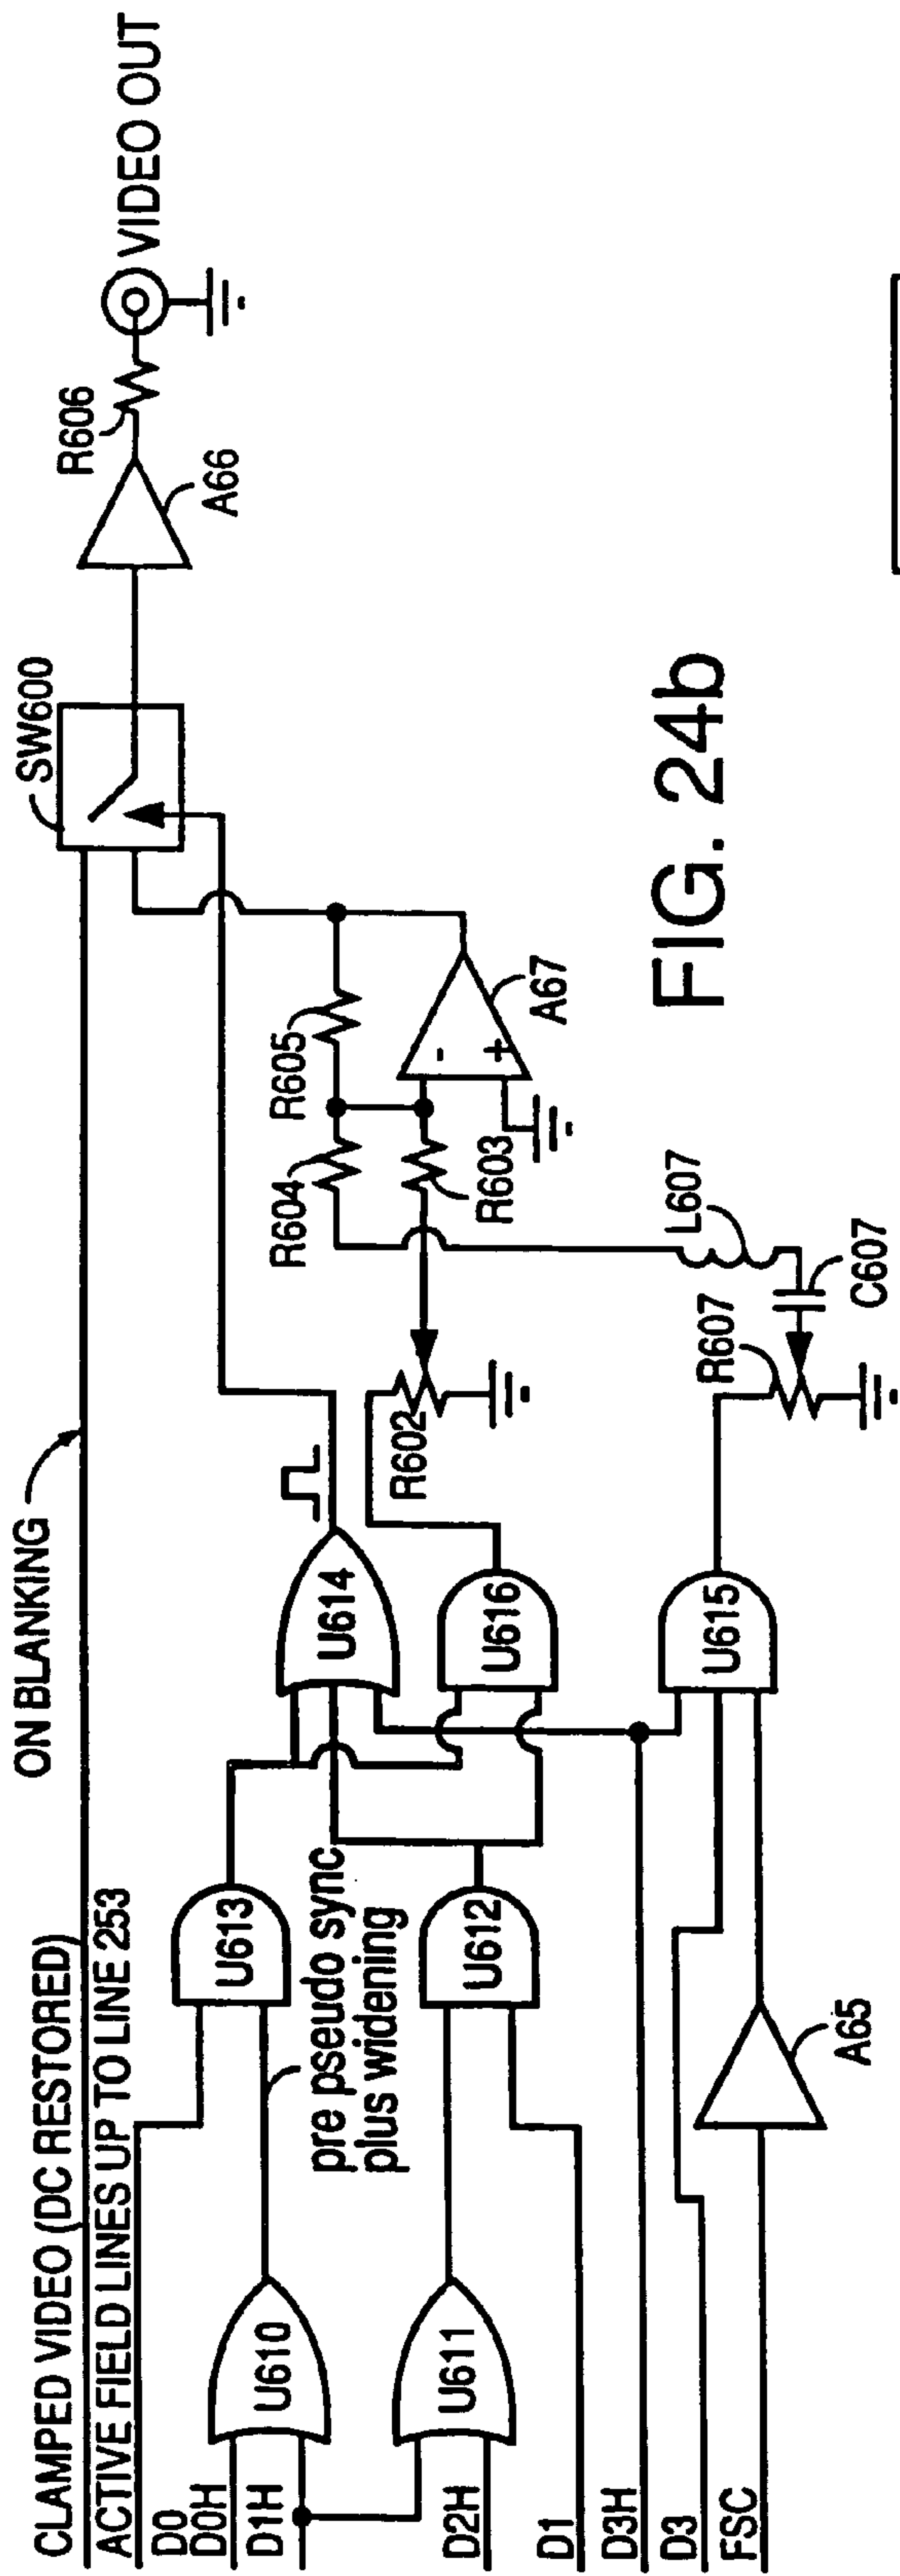 CLAMPED VIDEO (DC RESTORED)
ON BLANKING
ACTIVE FIELD LINES UP TO LINE 253
D0
D0H
D1H
D2H
D1
D3H
D3
FSC
U610
U611
U613
U612
pre pseudo sync
plus widening
A65
U614
U616
U615
R602
R607
C607
L607
R604
R605
R603
A67
SW600
A66
R606
VIDEO OUT
FIG. 24b